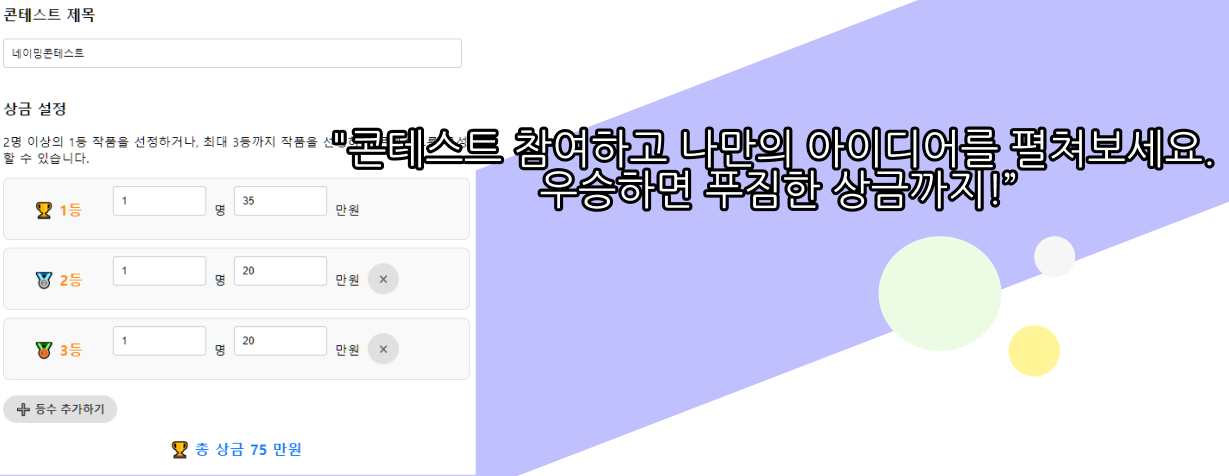 콘테스트 제목
네이밍콘테스트
상금 설정
2명 이상의 1등 작품을 선정하거나, 최대 3등까지 작품을
할 수 있습니다.
"콘테스트 참여하고 나만의 아이디어를 펼쳐보세요.
우승하면 푸짐한 상금까지!”
1등 1 명 35 만원
2등 1 명 20 만원 ×
3등 1 명 20 만원 ×
등수 추가하기
총 상금 75 만원